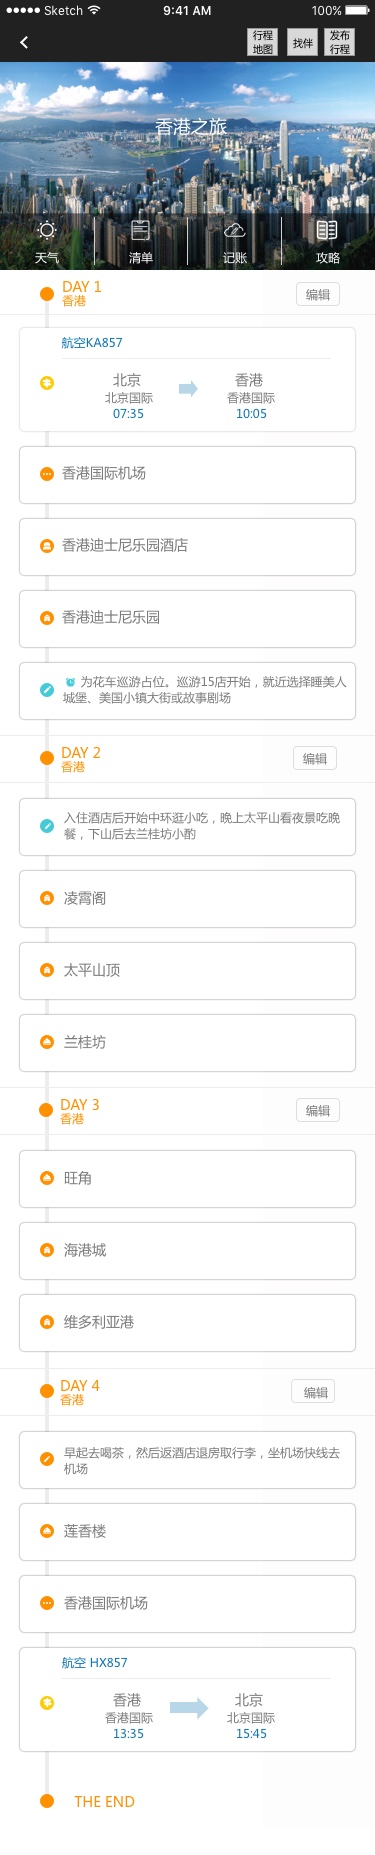 Sketch 9:41 AM 100%
行程 找伴 发布
地图 行程
香港之旅
天气 清单 记账 攻略
DAY 1 编辑
香港
航空KA857
北京 香港
北京国际 香港国际
07:35 10:05
香港国际机场
香港迪士尼乐园酒店
香港迪士尼乐园
为花车巡游占位。巡游15店开始，就近选择睡美人
城堡、美国小镇大街或故事剧场
DAY 2 编辑
香港
入住酒店后开始中环逛小吃，晚上太平山看夜景吃晚
餐，下山后去兰桂坊小酌
凌霄阁
太平山顶
兰桂坊
DAY 3 编辑
香港
旺角
海港城
维多利亚港
DAY 4 编辑
香港
早起去喝茶，然后返酒店退房取行李，坐机场快线去
机场
莲香楼
香港国际机场
航空 HX857
香港 北京
香港国际 北京国际
13:35 15:45
THE END